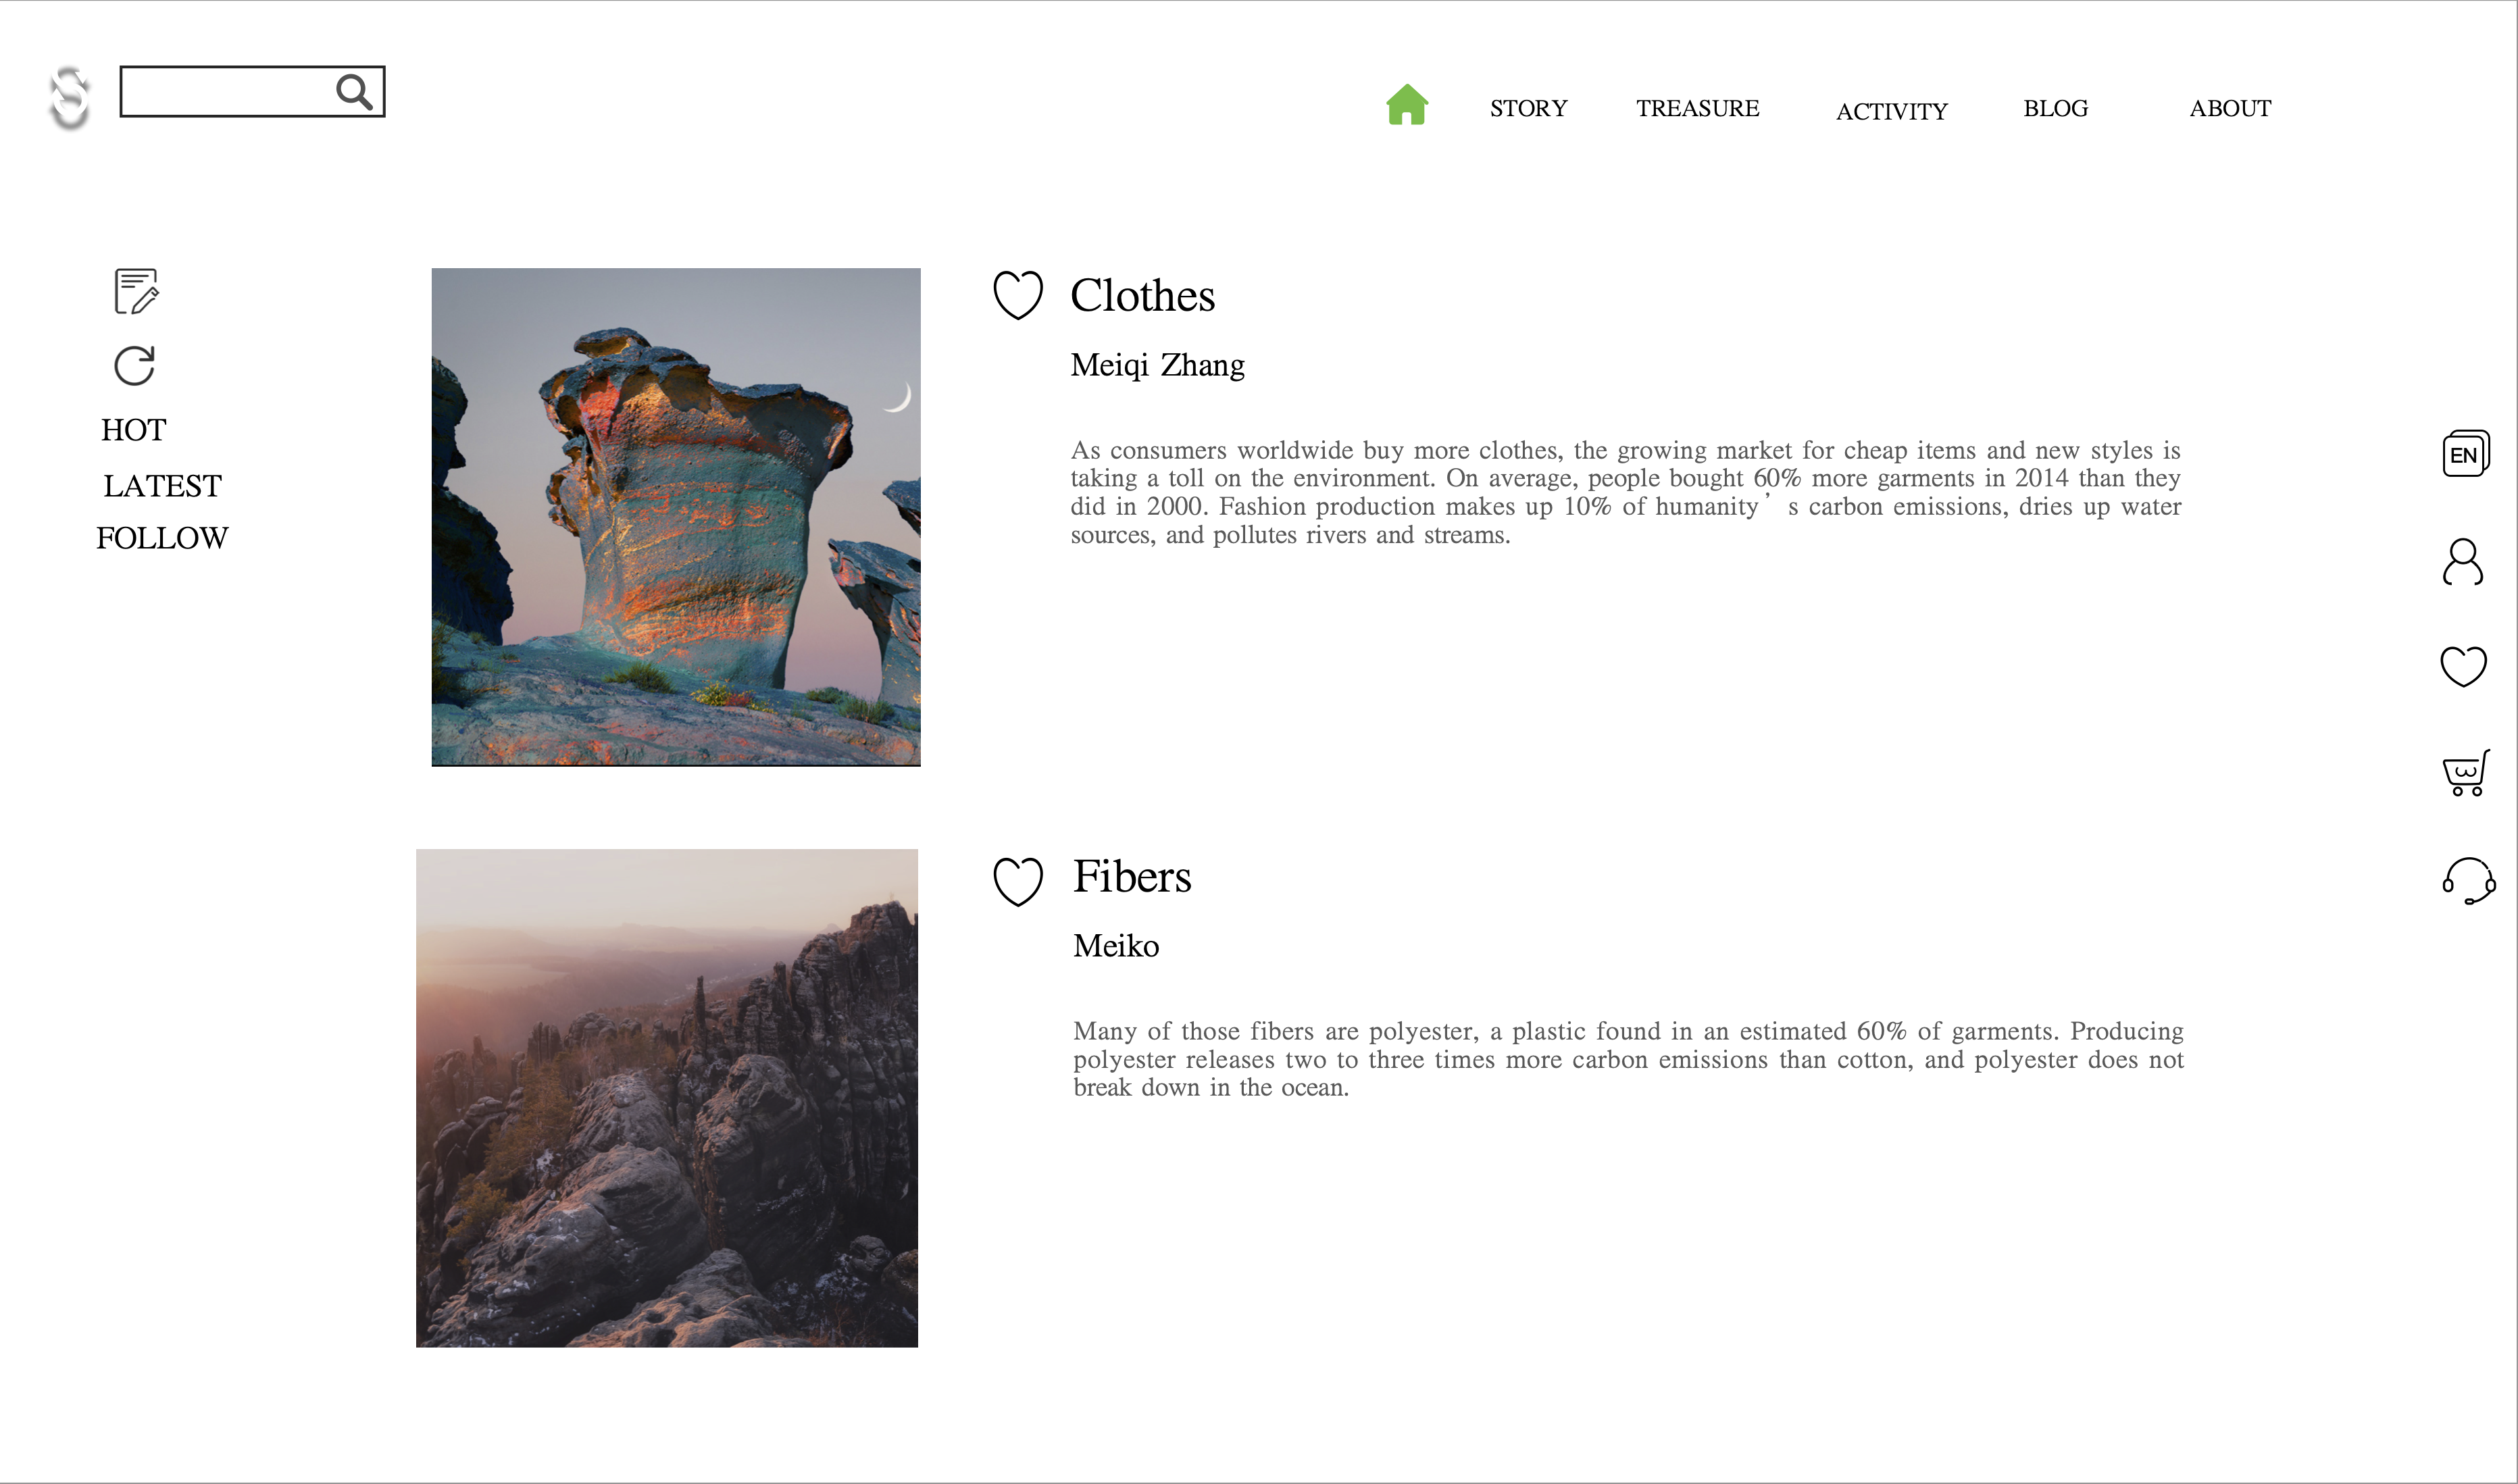 STORY TREASURE ACTIVITY BLOG ABOUT
HOT
LATEST
FOLLOW
Clothes
Meiqi Zhang
As consumers worldwide buy more clothes, the growing market for cheap items and new styles is
taking a toll on the environment. On average, people bought 60% more garments in 2014 than they
did in 2000. Fashion production makes up 10% of humanity’ s carbon emissions, dries up water
sources, and pollutes rivers and streams.
EN
Fibers
Meiko
Many of those fibers are polyester, a plastic found in an estimated 60% of garments. Producing
polyester releases two to three times more carbon emissions than cotton, and polyester does not
break down in the ocean.